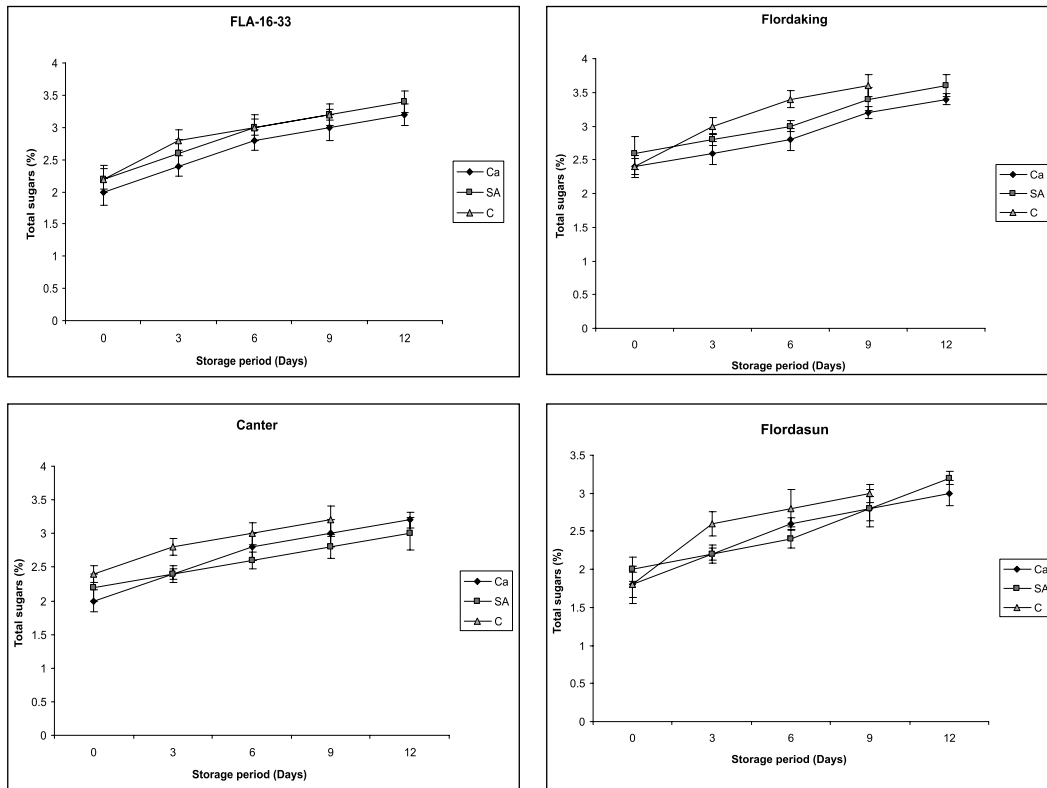 FLA-16-33
4
3.5
3
2.5
2
1.5
1
0.5
0
Total sugars (%)
0 3 6 9 12
Storage period (Days)
Ca
SA
C
Flordaking
4
3.5
3
2.5
2
1.5
1
0.5
0
Total sugars (%)
0 3 6 9 12
Storage period (Days)
Ca
SA
C
Canter
4
3.5
3
2.5
2
1.5
1
0.5
0
Total sugars (%)
0 3 6 9 12
Storage period (Days)
Ca
SA
C
Flordasun
3.5
3
2.5
2
1.5
1
0.5
0
Total sugars (%)
0 3 6 9 12
Storage period (Days)
Ca
SA
C